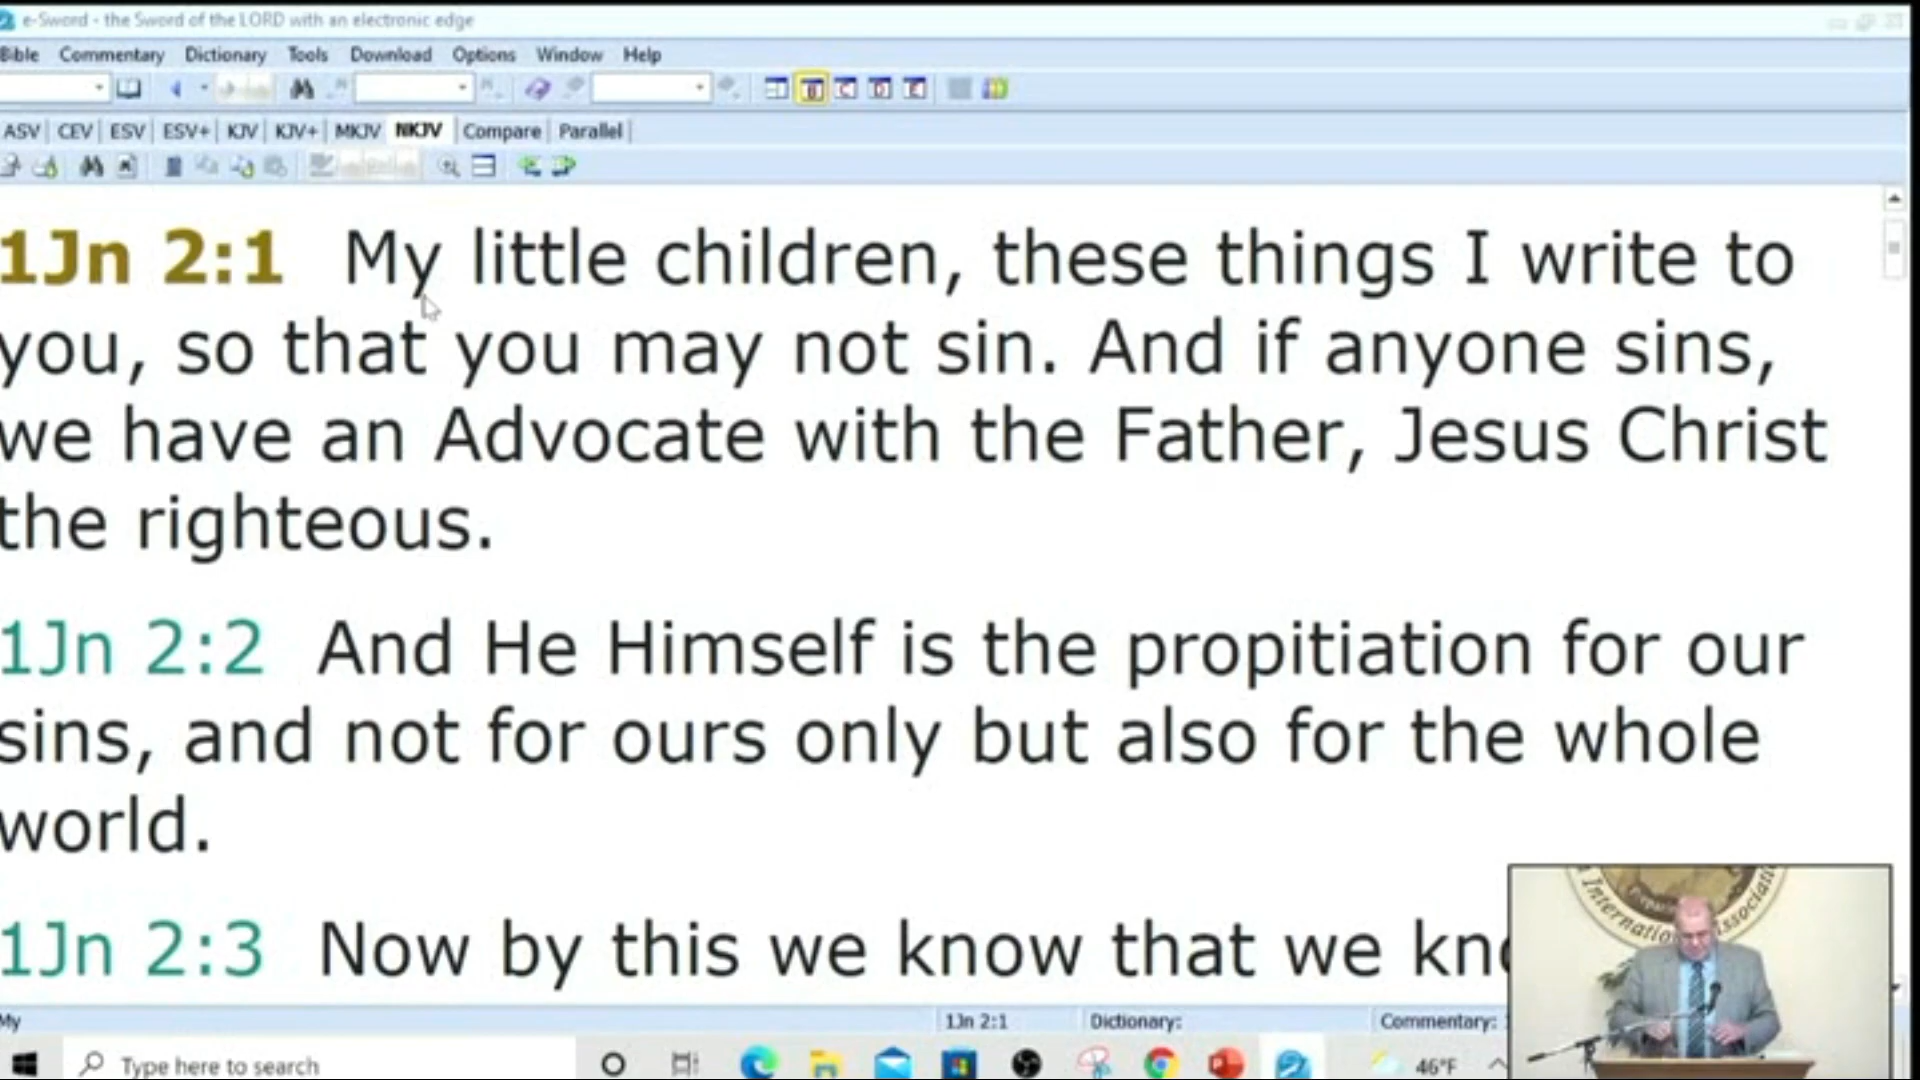 e-Sword - the Sword of the LORD with an electronic edge
Bible Commentary Dictionary Tools Download Options Window Help
ASV CEV ESV ESV+ KJV KJV+ MKJV NKJV Compare Parallel
1Jn 2:1 My little children, these things I write to
you, so that you may not sin. And if anyone sins,
we have an Advocate with the Father, Jesus Christ
the righteous.
1Jn 2:2 And He Himself is the propitiation for our
sins, and not for ours only but also for the whole
world.
1Jn 2:3 Now by this we know that we kno
International Association
My 1Jn 2:1 Dictionary: Commentary:
Type here to search 46°F